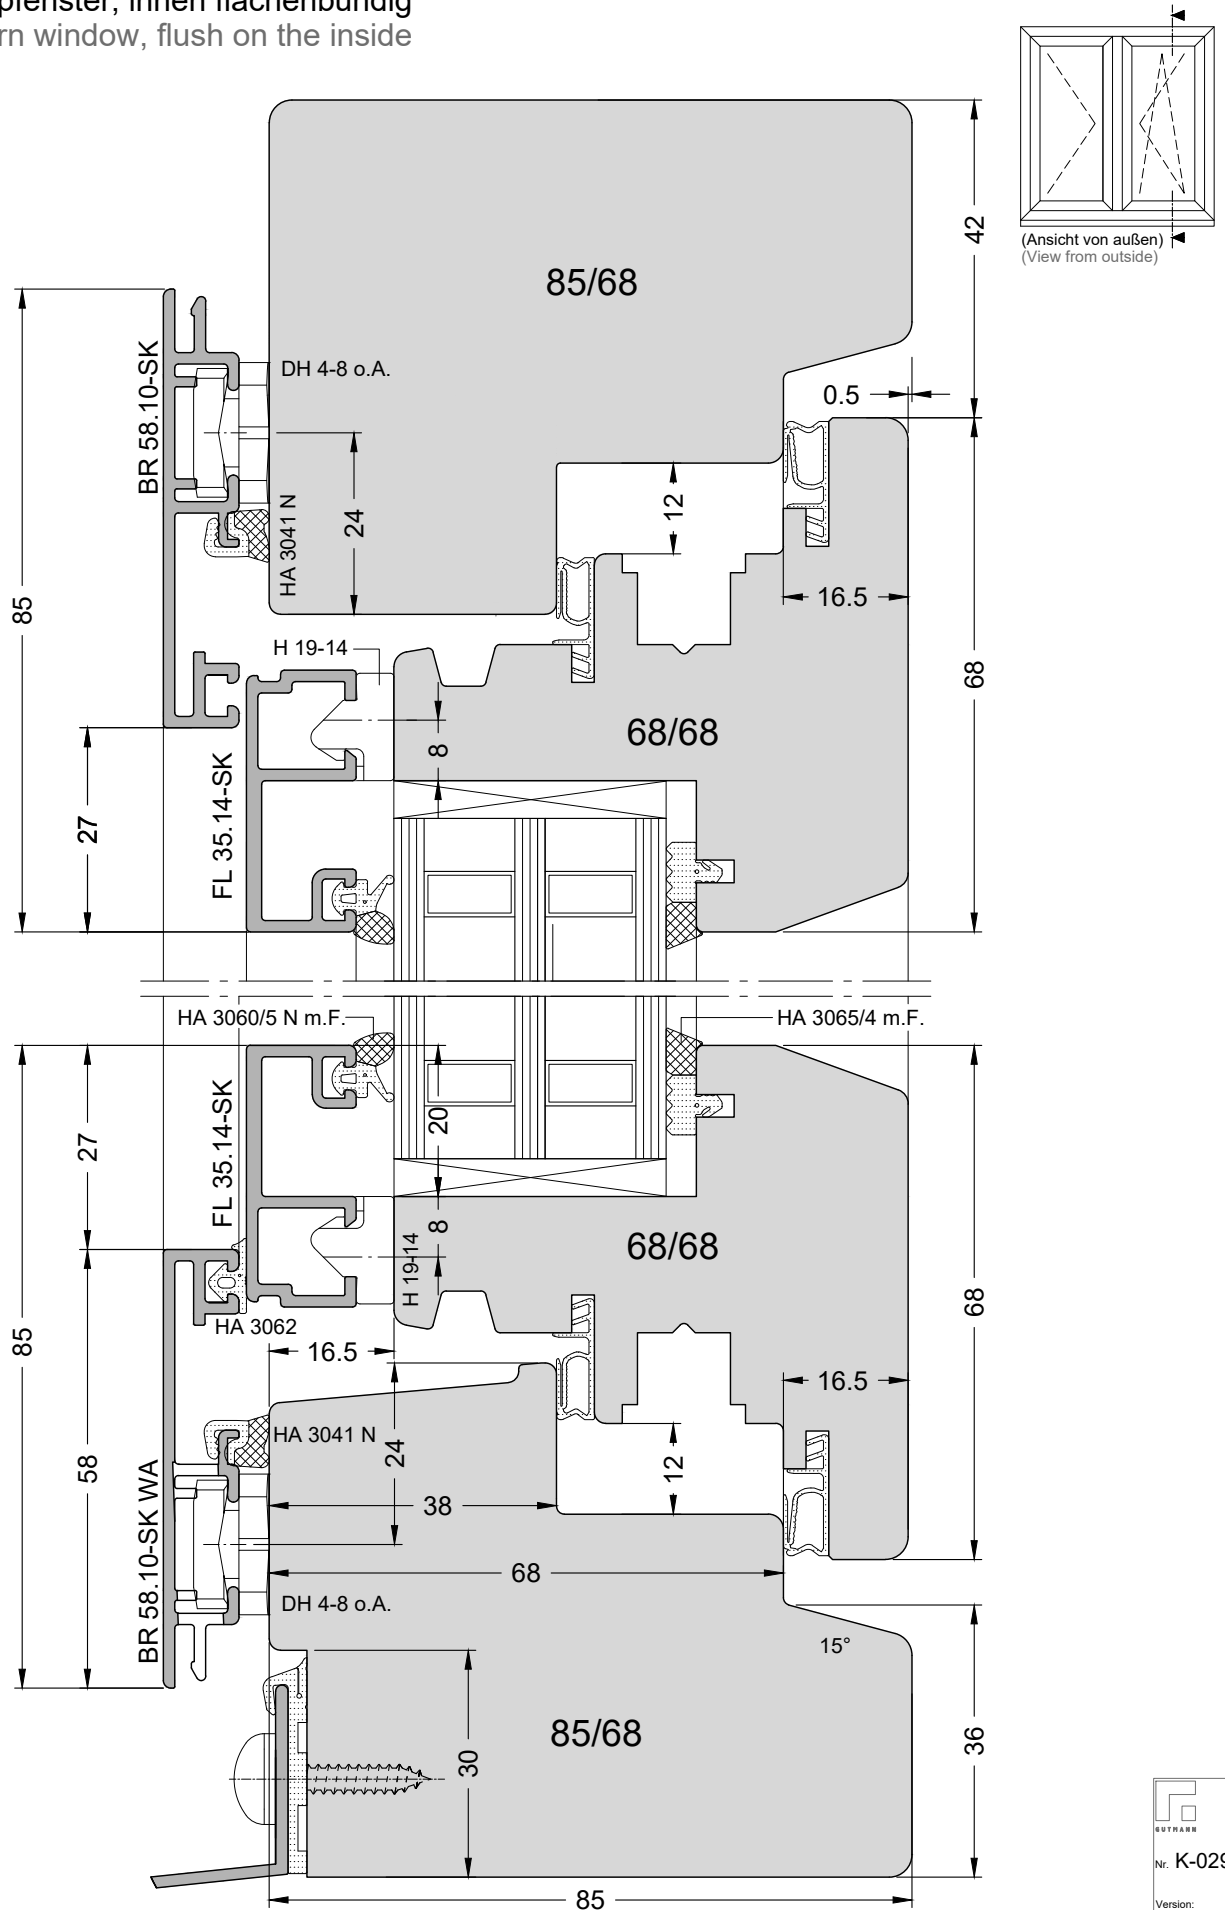 pfenster, innen flächenbündig
rn window, flush on the inside
(Ansicht von außen)
(View from outside)
42
85/68
BR 58.10-SK
DH 4-8 o.A.
0.5
24
12
HA 3041 N
85
16.5
H 19-14
68
68/68
8
FL 35.14-SK
27
HA 3060/5 N m.F.
HA 3065/4 m.F.
27
20
FL 35.14-SK
8
68/68
H 19-14
68
HA 3062
85
16.5
16.5
HA 3041 N
24
58
12
38
BR 58.10-SK WA
68
DH 4-8 o.A.
15°
85/68
30
36
85
GUTMANN
Nr. K-029
Version: